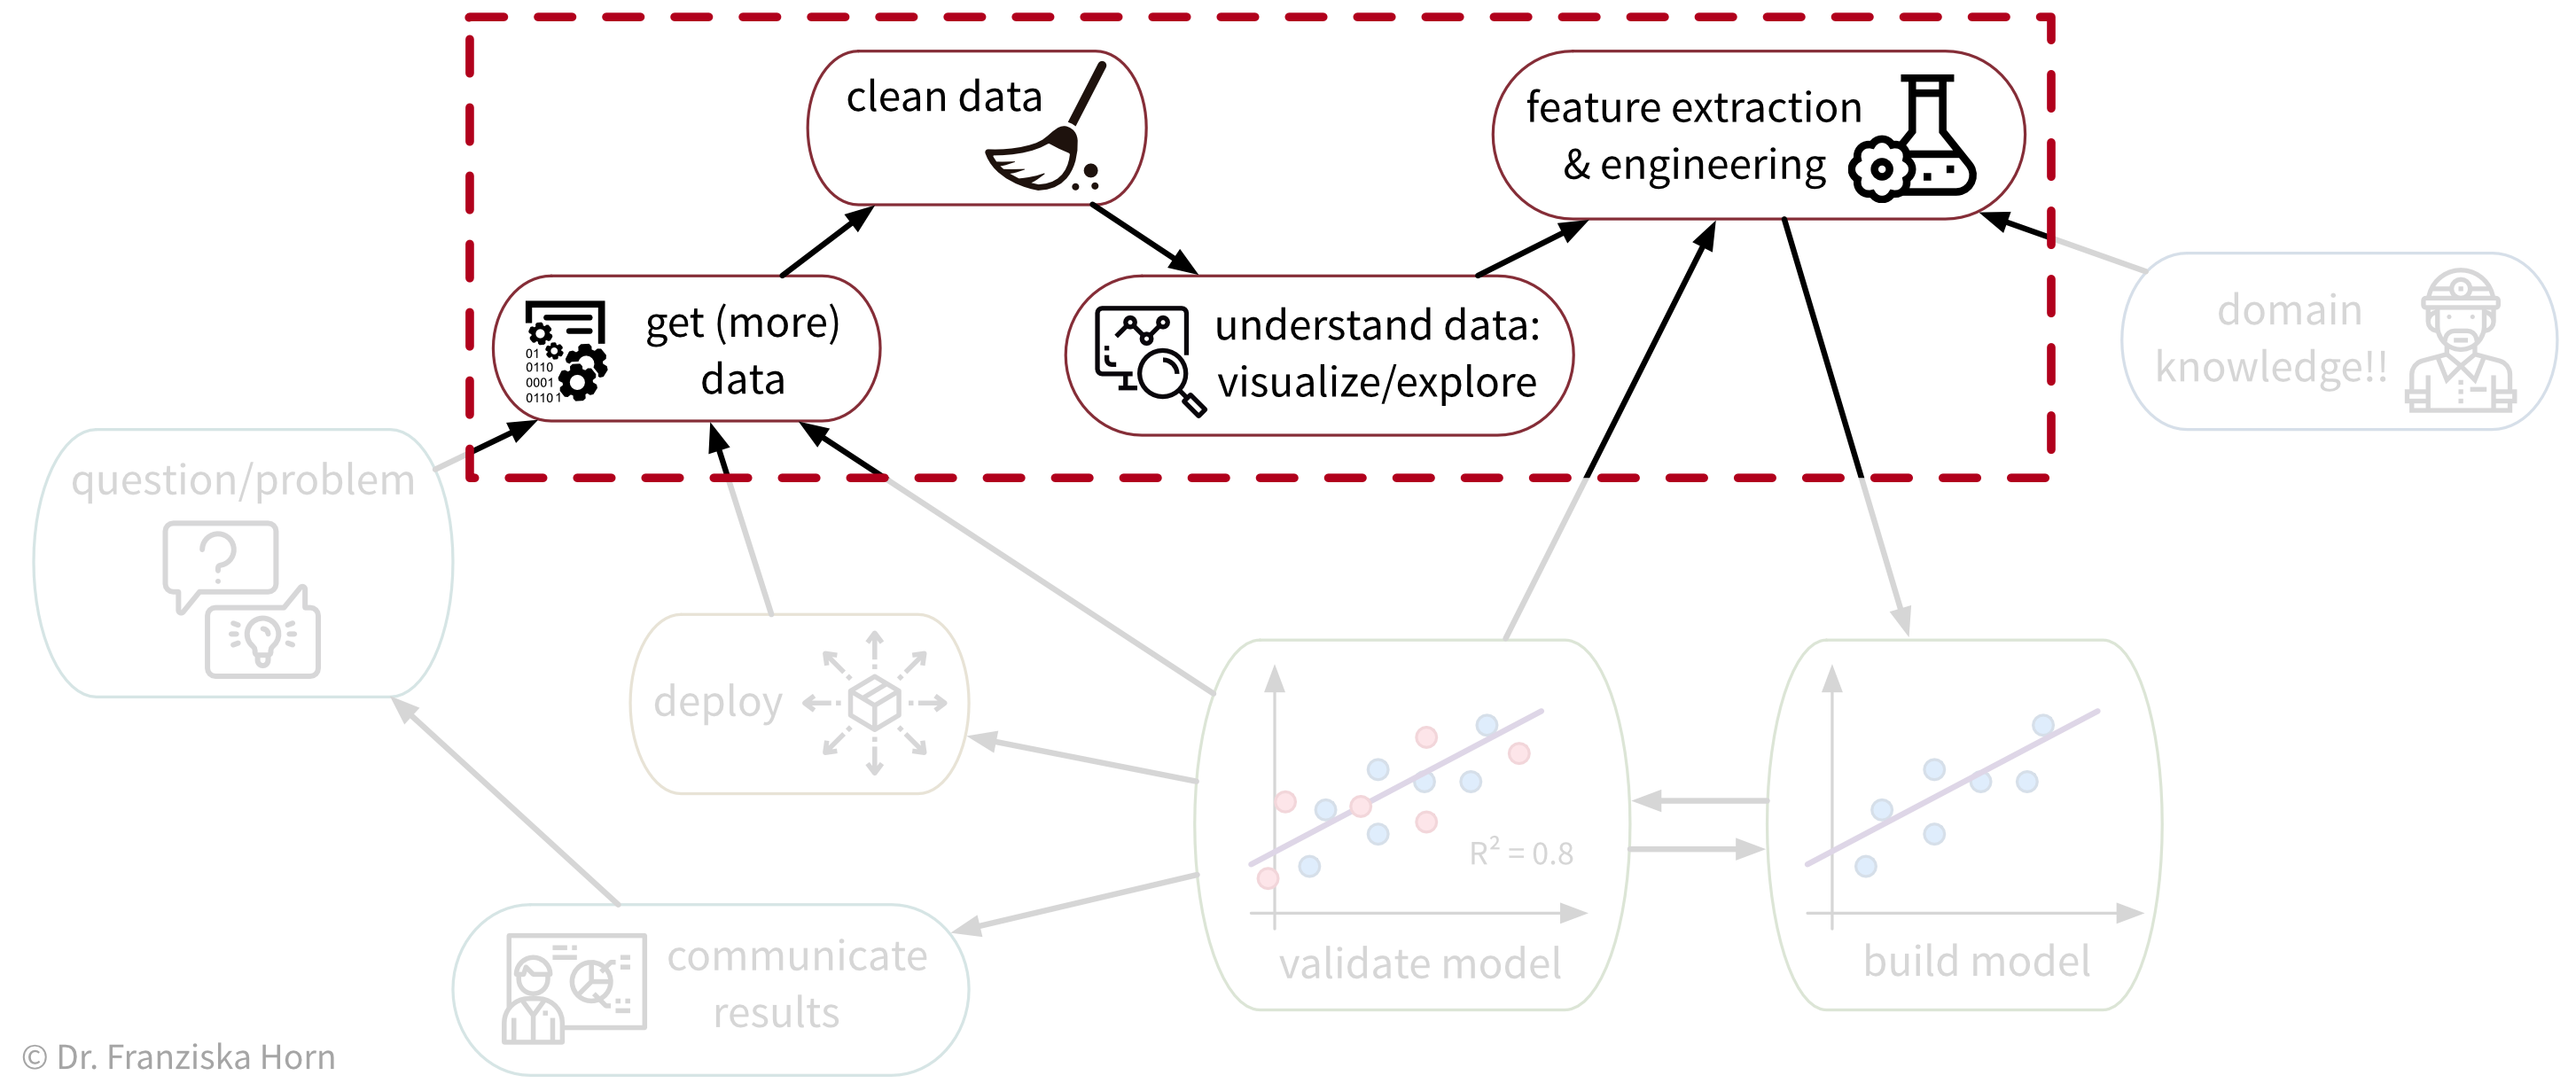 clean data
feature extraction
& engineering
get (more)
data
01
0110
0001
01101
understand data:
visualize/explore
domain
knowledge!!
question/problem
?
deploy
R² = 0.8
validate model
build model
communicate
results
© Dr. Franziska Horn